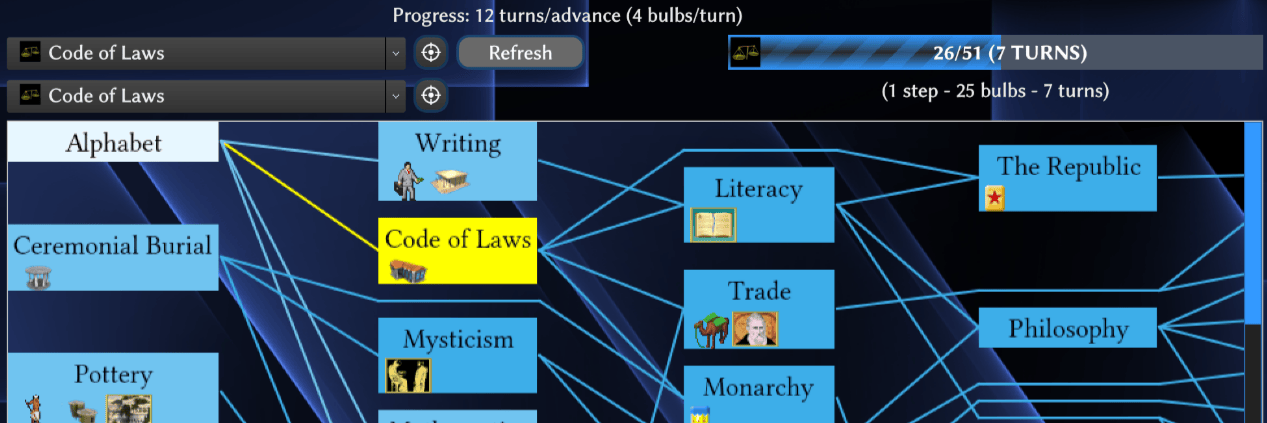 Progress: 12 turns/advance (4 bulbs/turn)
Code of Laws
Refresh
26/51 (7 TURNS)
Code of Laws
(1 step - 25 bulbs - 7 turns)
Alphabet
Writing
The Republic
Literacy
Ceremonial Burial
Code of Laws
Trade
Philosophy
Mysticism
Pottery
Monarchy